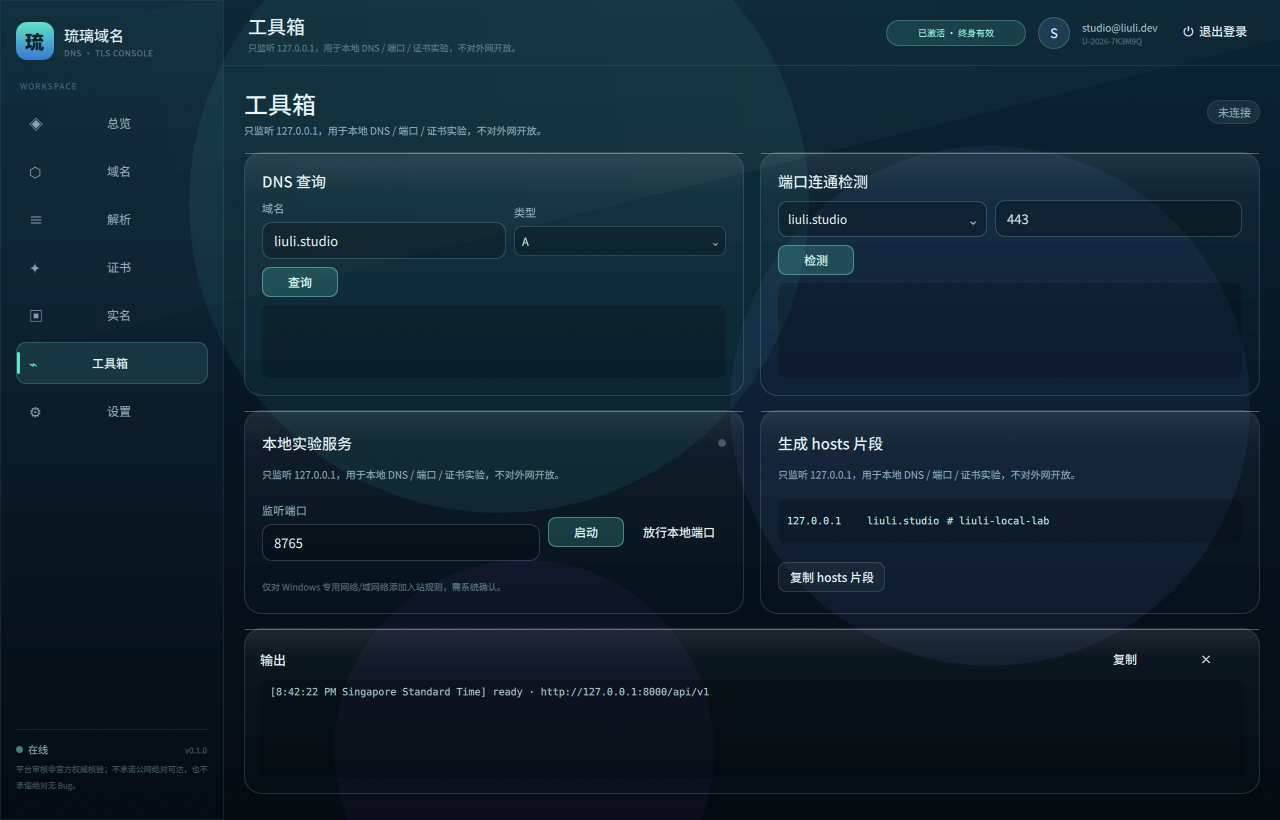 琉
琉璃域名
DNS · TLS CONSOLE
WORKSPACE
总览
域名
解析
证书
实名
工具箱
设置
在线
v0.1.0
平台审核非官方权威核验；不承诺公网绝对可达，也不
承诺绝对无 Bug。
工具箱
只监听 127.0.0.1，用于本地 DNS / 端口 / 证书实验，不对外网开放。
已激活 · 终身有效
S
studio@liuli.dev
U-2026-7K3M9Q
退出登录
工具箱
只监听 127.0.0.1，用于本地 DNS / 端口 / 证书实验，不对外网开放。
未连接
DNS 查询
域名
类型
liuli.studio
A
查询
端口连通检测
liuli.studio
443
检测
本地实验服务
只监听 127.0.0.1，用于本地 DNS / 端口 / 证书实验，不对外网开放。
监听端口
8765
启动
放行本地端口
仅对 Windows 专用网络/域网络添加入站规则，需系统确认。
生成 hosts 片段
只监听 127.0.0.1，用于本地 DNS / 端口 / 证书实验，不对外网开放。
127.0.0.1    liuli.studio # liuli-local-lab
复制 hosts 片段
输出
复制
×
[8:42:22 PM Singapore Standard Time] ready · http://127.0.0.1:8000/api/v1